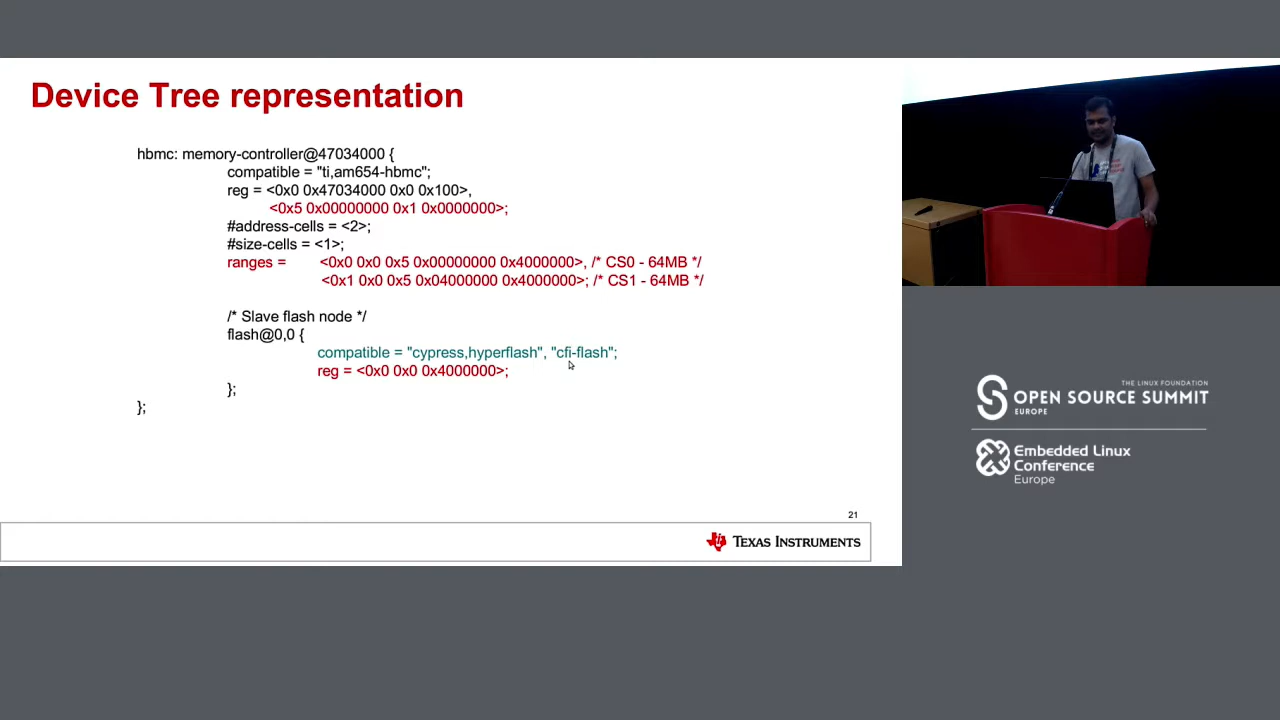 Device Tree representation
hbmc: memory-controller@47034000 {
compatible = "ti,am654-hbmc";
reg = <0x0 0x47034000 0x0 0x100>,
<0x5 0x00000000 0x1 0x0000000>;
#address-cells = <2>;
#size-cells = <1>;
ranges = <0x0 0x0 0x5 0x00000000 0x4000000>, /* CS0 - 64MB */
<0x1 0x0 0x5 0x04000000 0x4000000>; /* CS1 - 64MB */
/* Slave flash node */
flash@0,0 {
compatible = "cypress,hyperflash", "cfi-flash";
reg = <0x0 0x0 0x4000000>;
};
};
21
TEXAS INSTRUMENTS
THE LINUX FOUNDATION
OPEN SOURCE SUMMIT
EUROPE
Embedded Linux
Conference
Europe